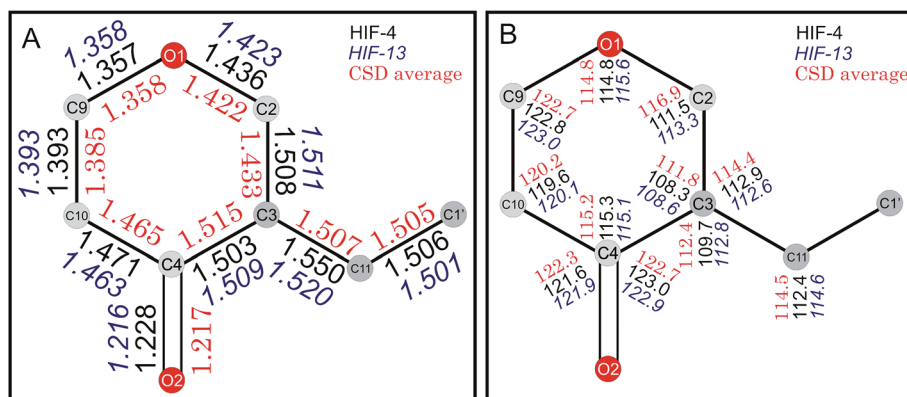 A
HIF-4
HIF-13
CSD average
1.358
1.357
1.358
O1
1.423
1.436
1.422
C9
C2
1.393
1.393
1.385
1.433
1.508
1.511
C10
C3
C1'
1.465
1.471
1.463
1.515
1.503
1.509
C4
1.507
1.550
1.520
C11
1.505
1.506
1.501
1.216
1.228
1.217
O2
B
HIF-4
HIF-13
CSD average
O1
114.8
114.8
115.6
C9
122.7
122.8
123.0
116.9
111.5
113.3
C2
120.2
119.6
120.1
C10
111.8
108.3
108.6
C3
114.4
112.9
112.6
C1'
115.2
115.3
115.1
112.4
109.7
112.8
C4
122.3
121.6
121.9
122.7
123.0
122.9
C11
114.5
112.4
114.6
O2